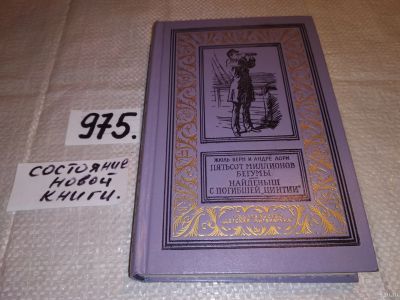 975.
СОСТОЯНИЕ
НОВОЙ
КНИГИ.
ЖЮЛЬ ВЕРН И АНДРЕ ЛОРИ
ПЯТЬСОТ МИЛЛИОНОВ
БЕГУМЫ
НАЙДЕНЫШ
С ПОГИБШЕЙ „ЦИНТИИ"